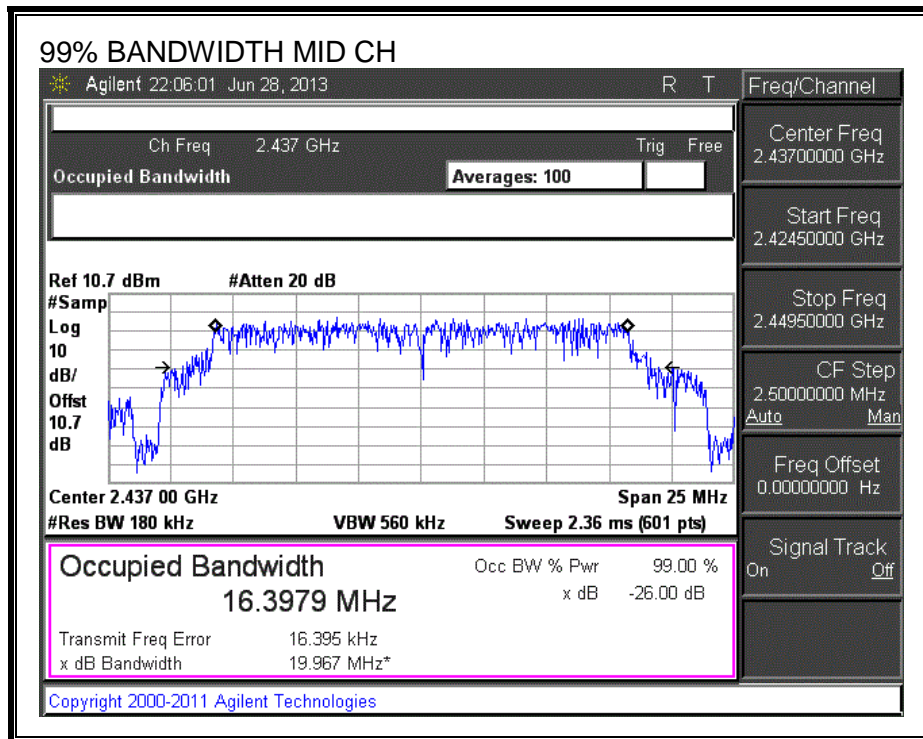 99% BANDWIDTH MID CH
Agilent 22:06:01 Jun 28, 2013 R T
Freq/Channel
Ch Freq 2.437 GHz Trig Free
Occupied Bandwidth Averages: 100
Center Freq
2.43700000 GHz
Start Freq
2.42450000 GHz
Stop Freq
2.44950000 GHz
CF Step
2.50000000 MHz
Auto Man
Freq Offset
0.00000000 Hz
Signal Track
On Off
Ref 10.7 dBm #Atten 20 dB
#Samp
Log
10
dB/
Offst
10.7
dB
Center 2.437 00 GHz Span 25 MHz
#Res BW 180 kHz VBW 560 kHz Sweep 2.36 ms (601 pts)
Occupied Bandwidth Occ BW % Pwr 99.00 %
16.3979 MHz x dB -26.00 dB
Transmit Freq Error 16.395 kHz
x dB Bandwidth 19.967 MHz*
Copyright 2000-2011 Agilent Technologies